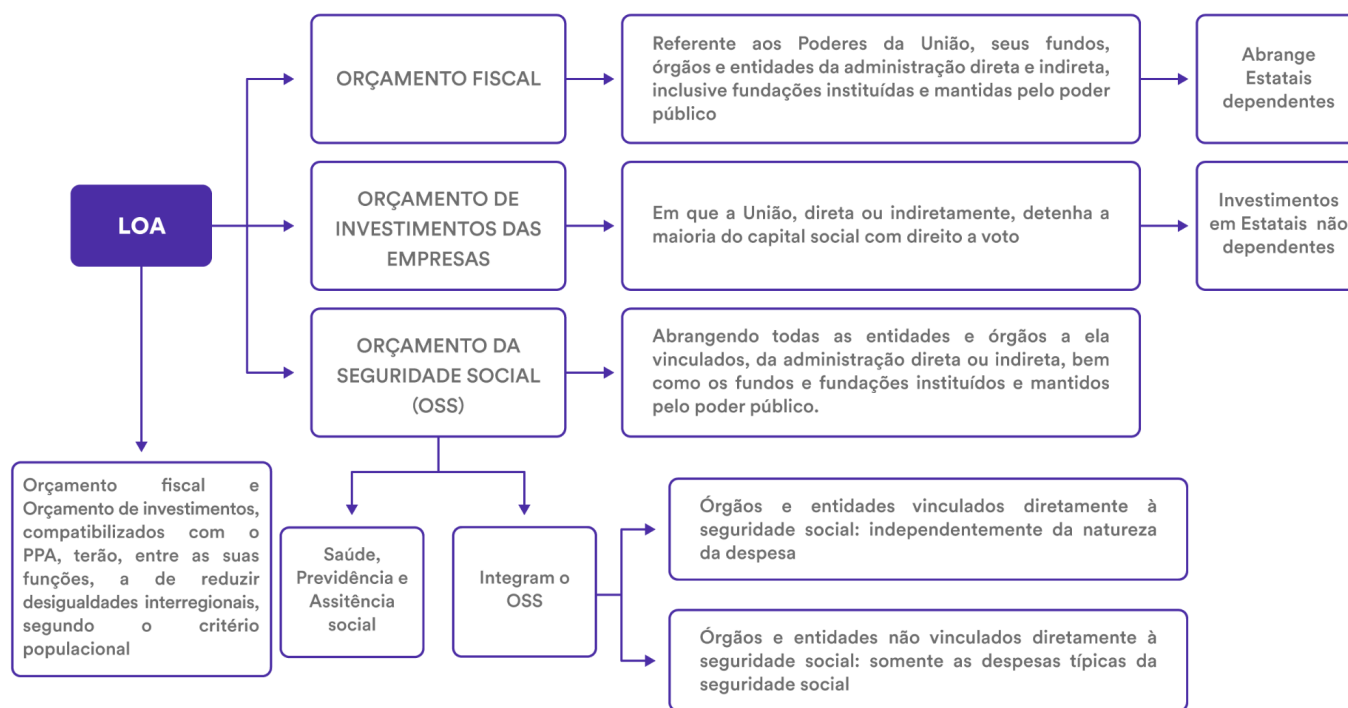 ORÇAMENTO FISCAL
Referente aos Poderes da União, seus fundos,
órgãos e entidades da administração direta e indireta,
inclusive fundações instituídas e mantidas pelo poder
público
Abrange
Estatais
dependentes
LOA
ORÇAMENTO DE
INVESTIMENTOS DAS
EMPRESAS
Em que a União, direta ou indiretamente, detenha a
maioria do capital social com direito a voto
Investimentos
em Estatais não
dependentes
ORÇAMENTO DA
SEGURIDADE SOCIAL
(OSS)
Abrangendo todas as entidades e órgãos a ela
vinculados, da administração direta ou indireta, bem
como os fundos e fundações instituídos e mantidos
pelo poder público.
Orçamento fiscal e
Orçamento de investimentos,
compatibilizados com o
PPA, terão, entre as suas
funções, a de reduzir
desigualdades interregionais,
segundo o critério
populacional
Saúde,
Previdência e
Assitência
social
Integram o
OSS
Órgãos e entidades vinculados diretamente à
seguridade social: independentemente da natureza
da despesa
Órgãos e entidades não vinculados diretamente à
seguridade social: somente as despesas típicas da
seguridade social